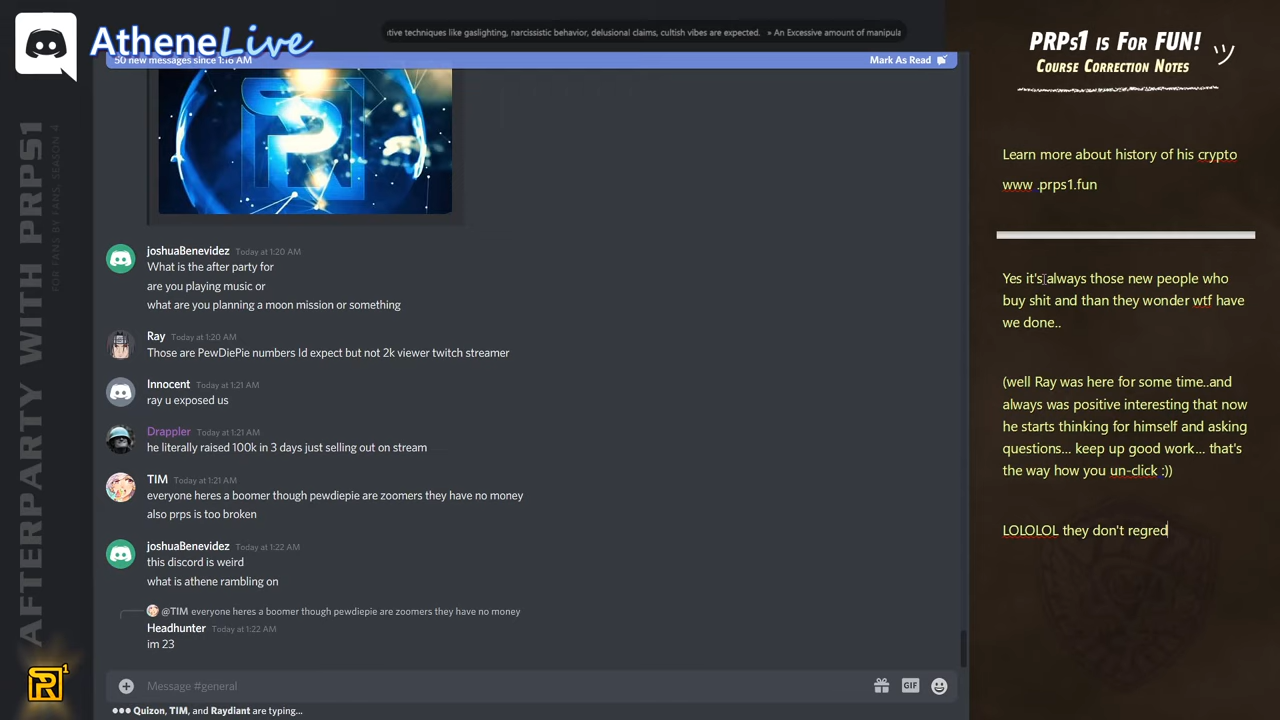 AtheneLive
tive techniques like gaslighting, narcissistic behavior, delusional claims, cultish vibes are expected. » An Excessive amount of manipula
50 new messages since 1:16 AM
Mark As Read
AFTERPARTY WITH PRPS1
FOR FANS BY FANS, SEASON 4
joshuaBenevidez Today at 1:20 AM
What is the after party for
are you playing music or
what are you planning a moon mission or something
Ray Today at 1:20 AM
Those are PewDiePie numbers Id expect but not 2k viewer twitch streamer
Innocent Today at 1:21 AM
ray u exposed us
Drappler Today at 1:21 AM
he literally raised 100k in 3 days just selling out on stream
TIM Today at 1:21 AM
everyone heres a boomer though pewdiepie are zoomers they have no money
also prps is too broken
joshuaBenevidez Today at 1:22 AM
this discord is weird
what is athene rambling on
@TIM everyone heres a boomer though pewdiepie are zoomers they have no money
Headhunter Today at 1:22 AM
im 23
Message #general
GIF
Quizon, TIM, and Raydiant are typing...
PRPs1 is For FUN!
Course Correction Notes
Learn more about history of his crypto
www .prps1.fun
Yes it's always those new people who
buy shit and than they wonder wtf have
we done..
(well Ray was here for some time..and
always was positive interesting that now
he starts thinking for himself and asking
questions... keep up good work... that's
the way how you un-click :))
LOLOLOL they don't regred